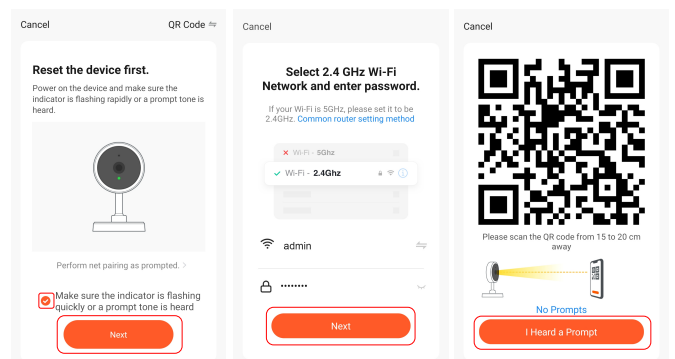 Cancel
QR Code
Reset the device first.
Power on the device and make sure the
indicator is flashing rapidly or a prompt tone is
heard.
Perform net pairing as prompted. >
Make sure the indicator is flashing
quickly or a prompt tone is heard
Next
Cancel
Select 2.4 GHz Wi-Fi
Network and enter password.
If your Wi-Fi is 5GHz, please set it to be
2.4GHz. Common router setting method
Wi-Fi - 5Ghz
Wi-Fi - 2.4Ghz
admin
••••••••
Next
Cancel
Please scan the QR code from 15 to 20 cm
away
No Prompts
I Heard a Prompt